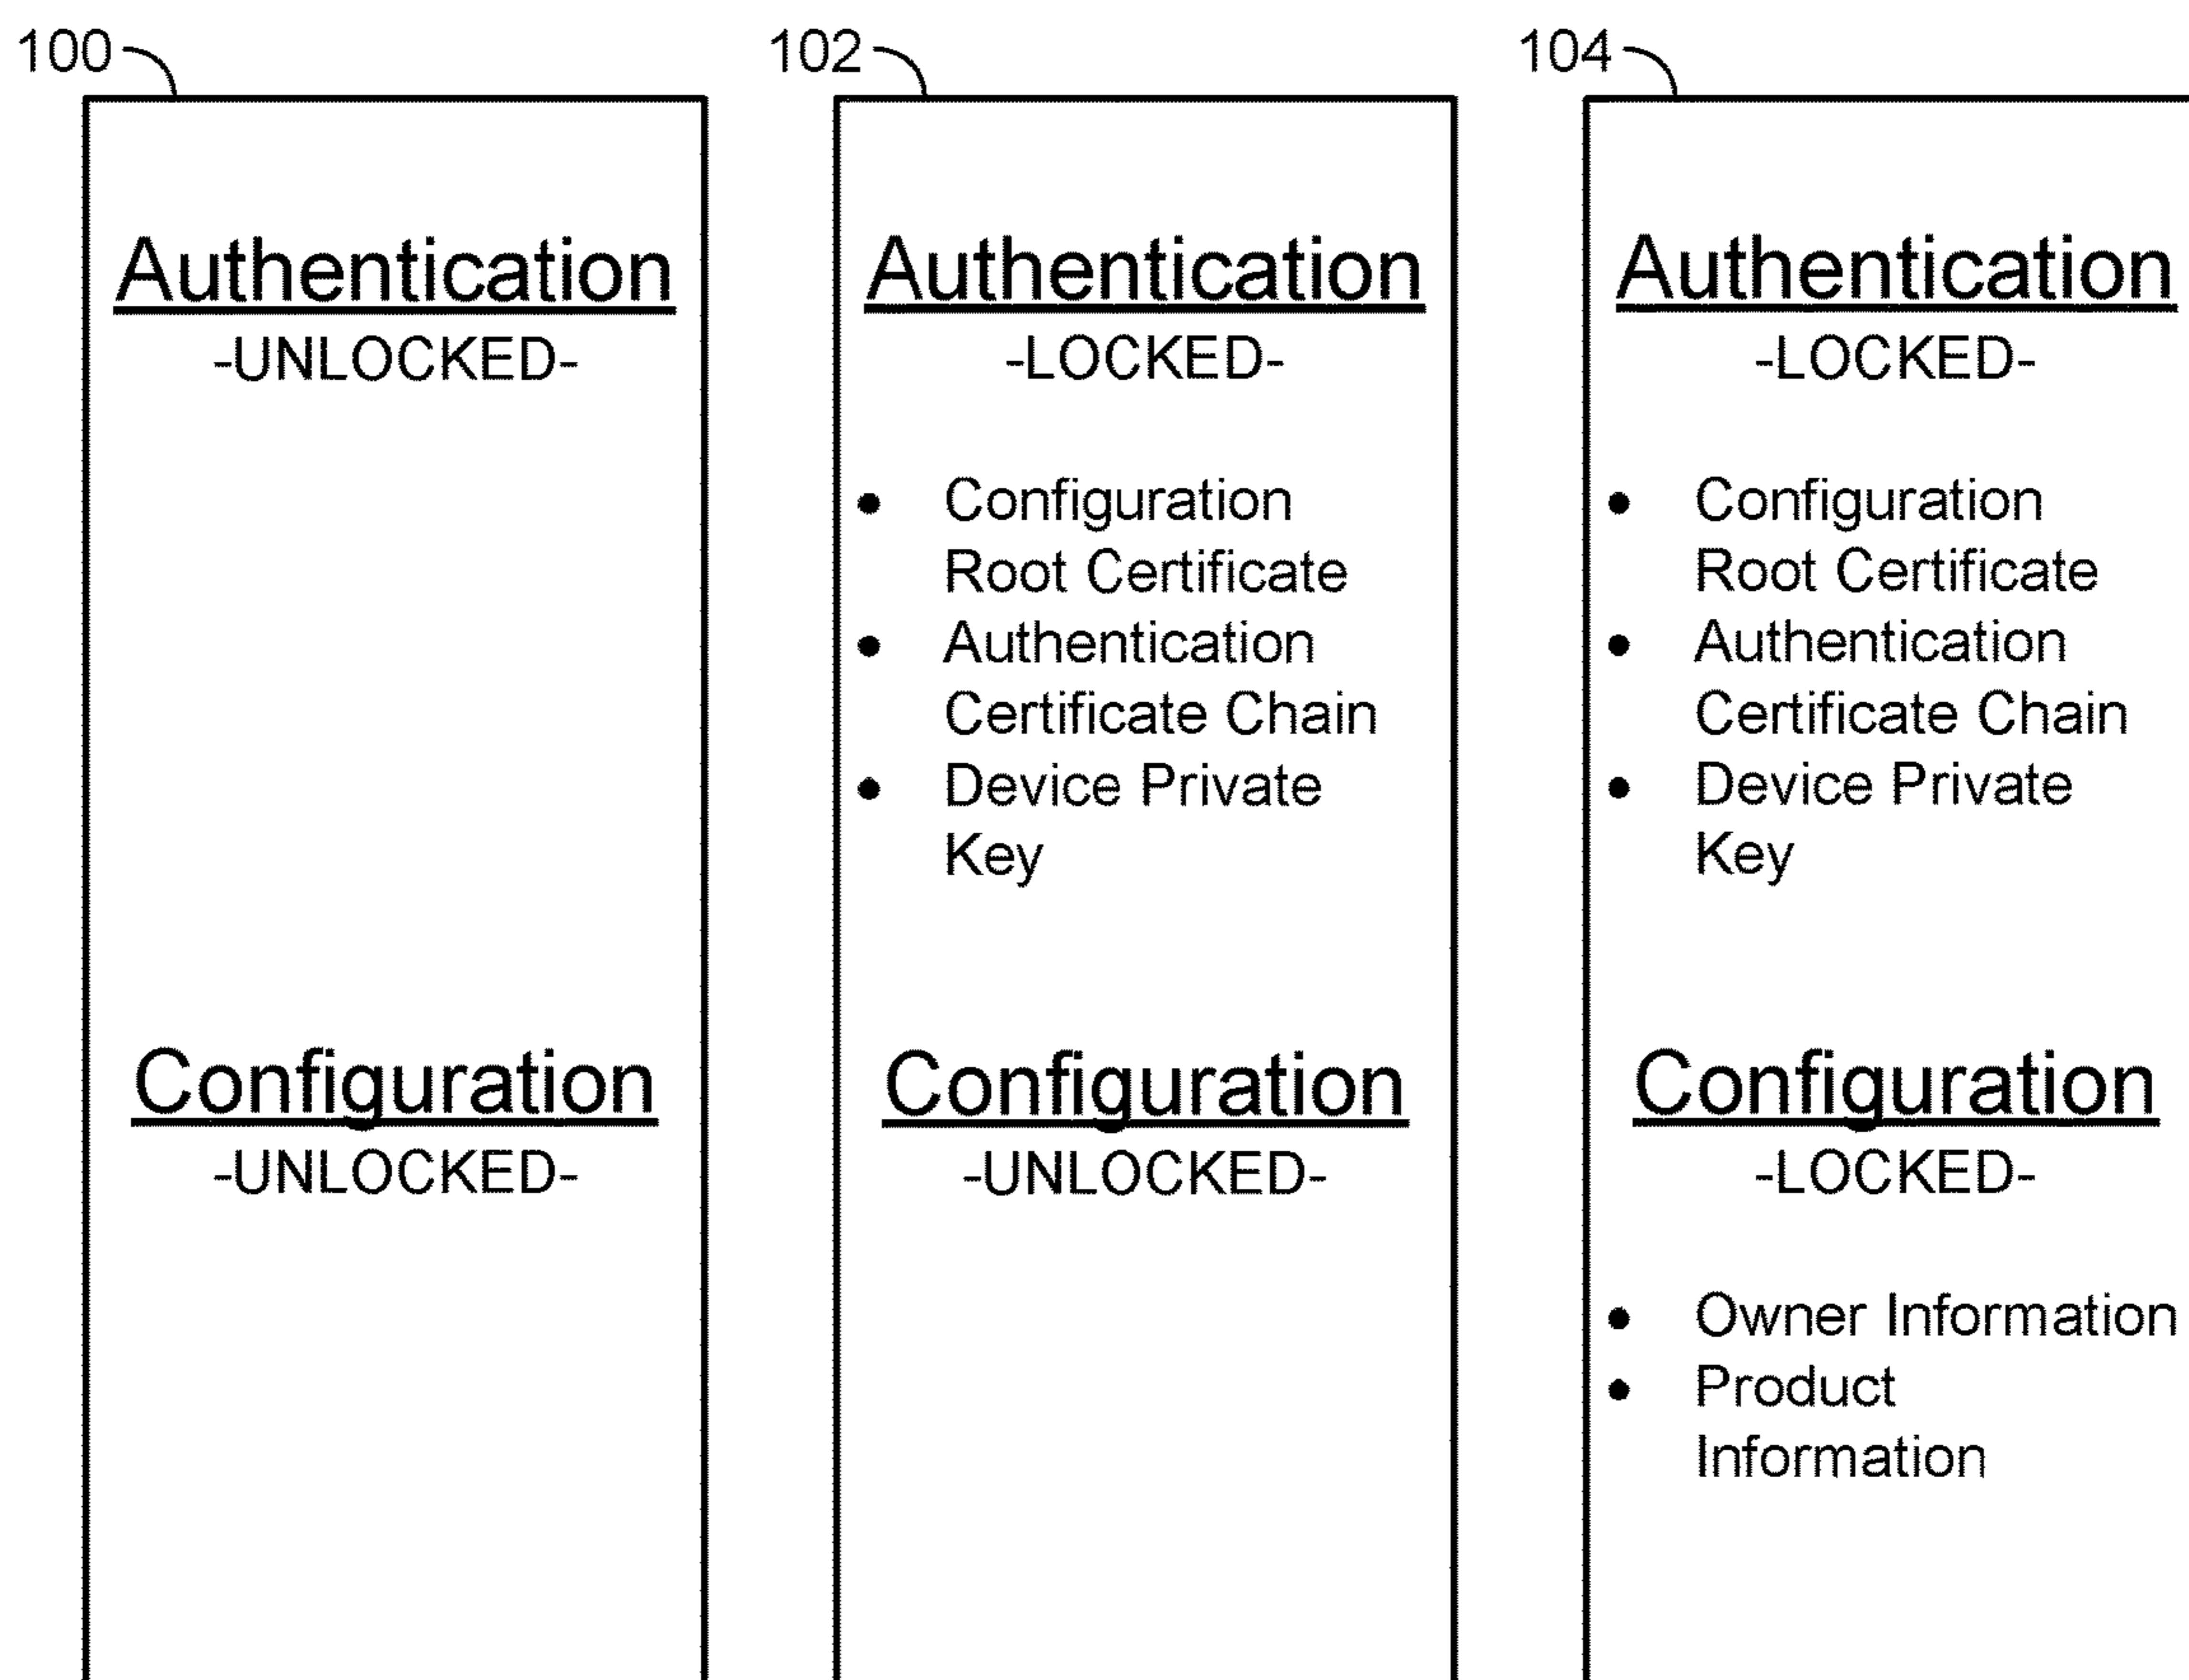 100
Authentication
-UNLOCKED-
Configuration
-UNLOCKED-
102
Authentication
-LOCKED-
• Configuration
Root Certificate
• Authentication
Certificate Chain
• Device Private
Key
Configuration
-UNLOCKED-
104
Authentication
-LOCKED-
• Configuration
Root Certificate
• Authentication
Certificate Chain
• Device Private
Key
Configuration
-LOCKED-
• Owner Information
• Product
Information